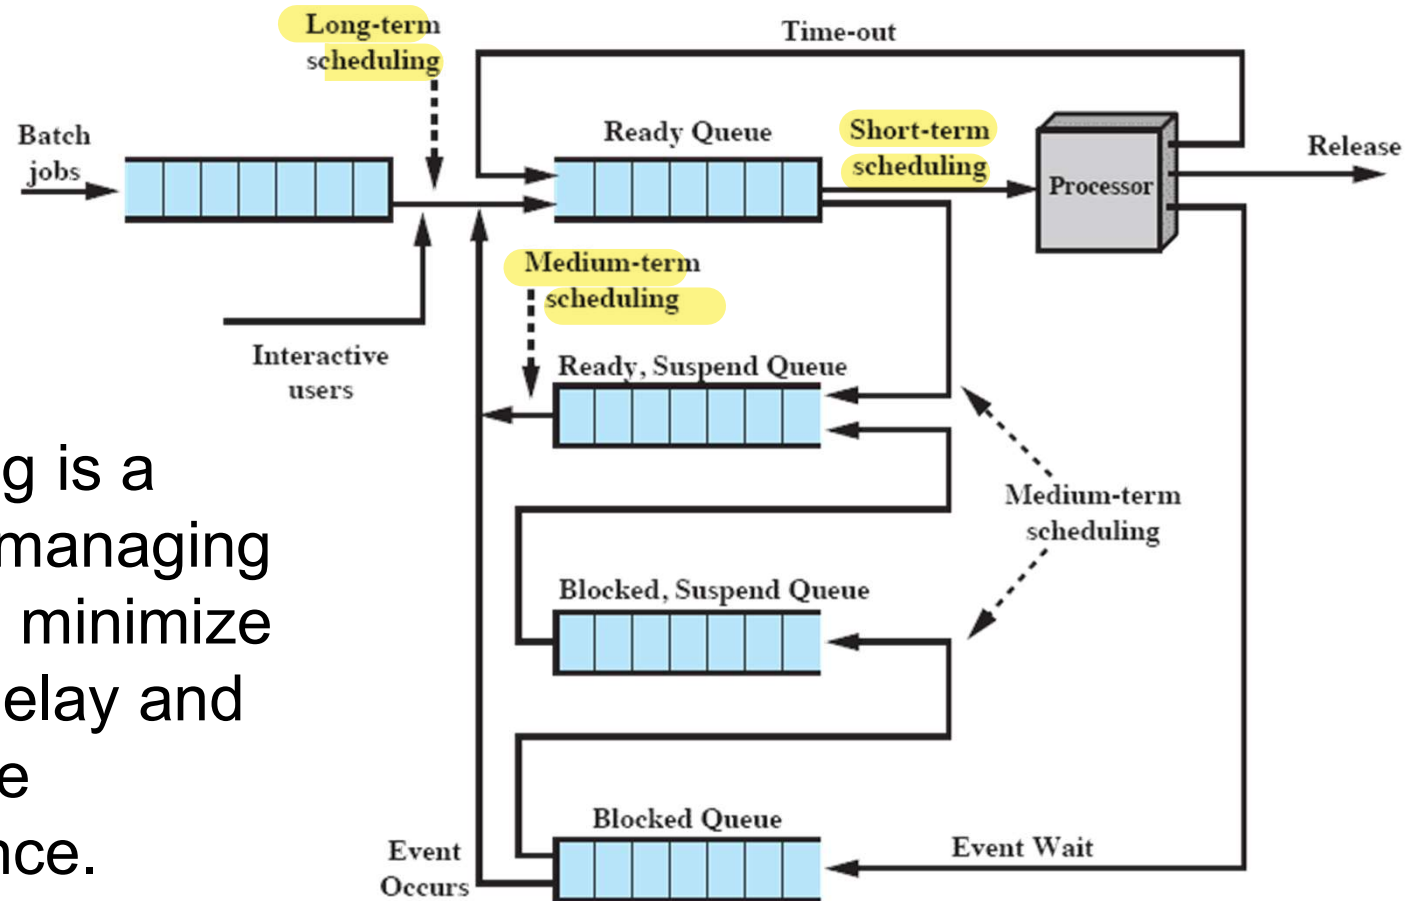 Long-term
scheduling
Time-out
Batch
jobs
Ready Queue
Short-term
scheduling
Processor
Release
Medium-term
scheduling
Interactive
users
Ready, Suspend Queue
Medium-term
scheduling
Blocked, Suspend Queue
Blocked Queue
Event Wait
Event
Occurs
g is a
managing
minimize
elay and
e
nce.